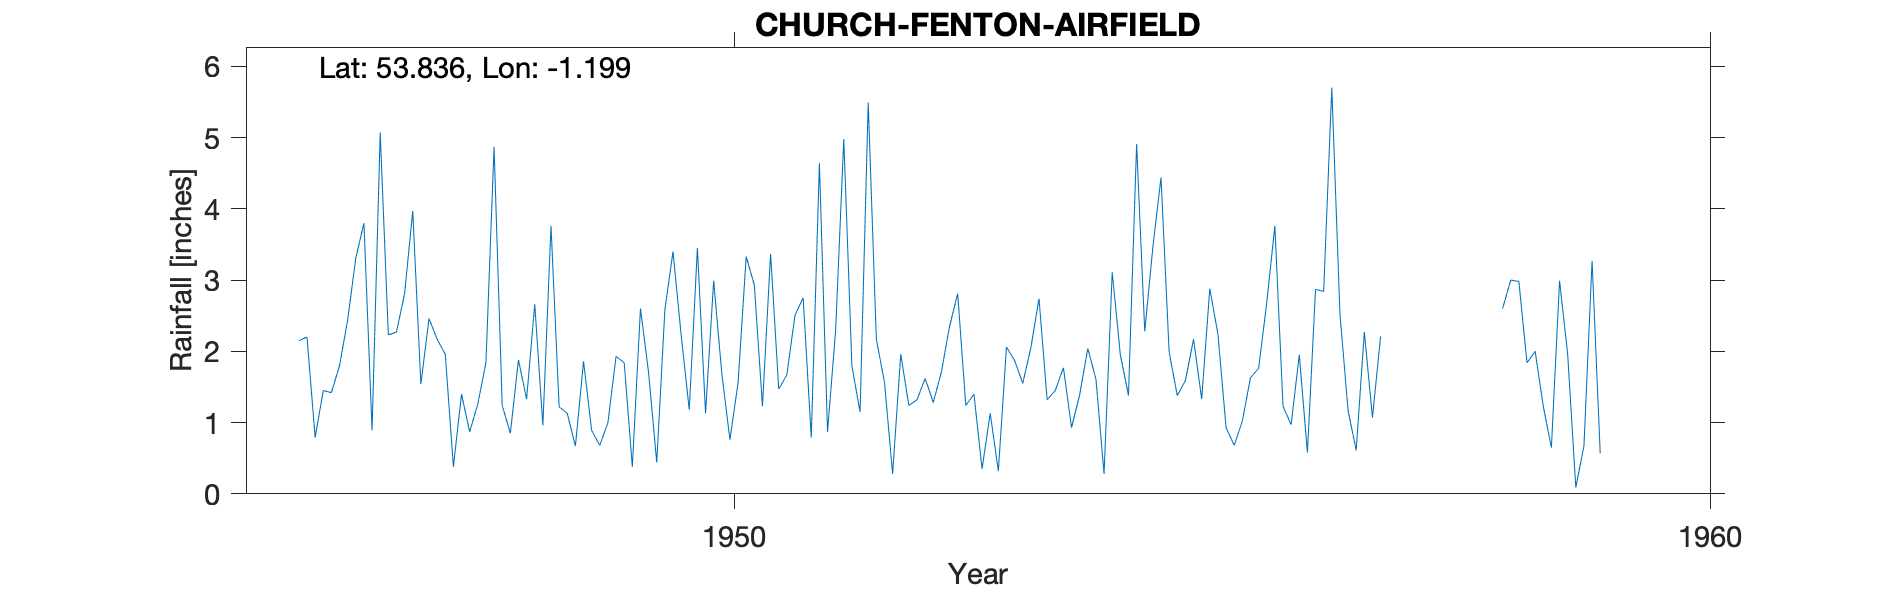 CHURCH-FENTON-AIRFIELD
Lat: 53.836, Lon: -1.199
6
5
4
3
2
1
0
Rainfall [inches]
1950
1960
Year